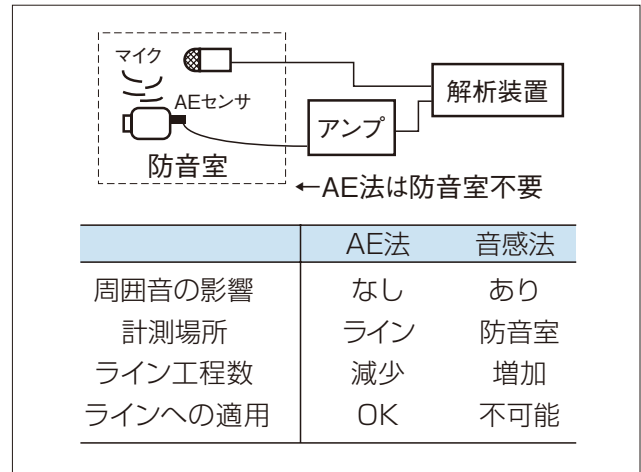 マイク
AEセンサ
アンプ
解析装置
防音室
←AE法は防音室不要
AE法 音感法
周囲音の影響 なし あり
計測場所 ライン 防音室
ライン工程数 減少 増加
ラインへの適用 OK 不可能